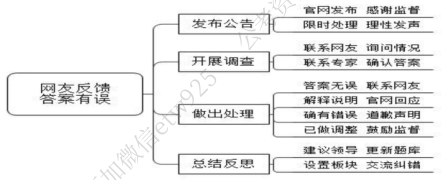 网友反馈
答案有误
发布公告
官网发布 感谢监督
限时处理 理性发声
开展调查
联系网友 询问情况
联系专家 确认答案
做出处理
答案无误 联系网友
解释说明 官网回应
确有错误 道歉声明
已做调整 鼓励监督
总结反思
建议领导 更新题库
设置板块 交流纠错